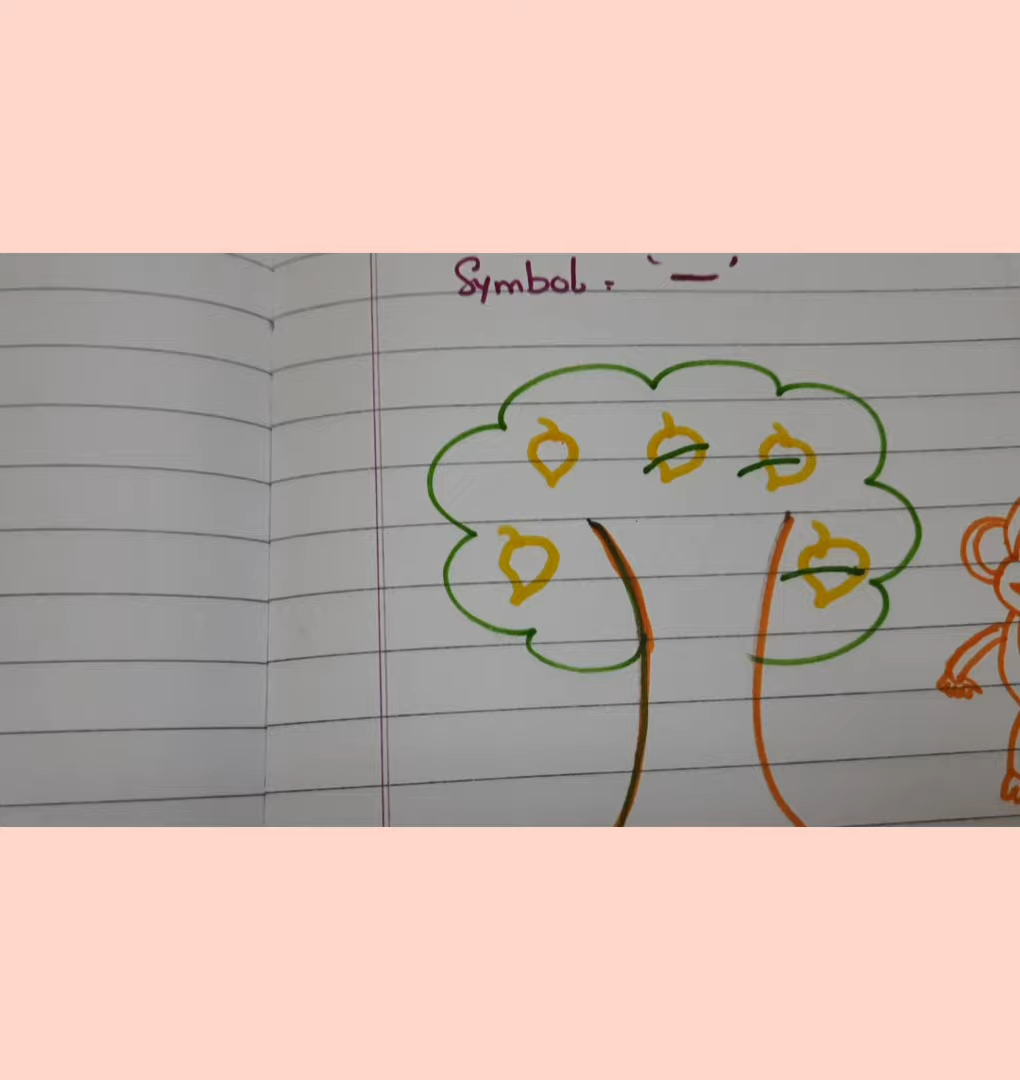 Symbol = '—'